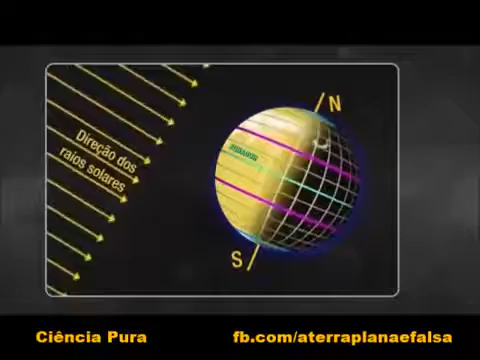 N
Direção dos
raios solares
S
Ciência Pura
fb.com/aterraplanaefalsa